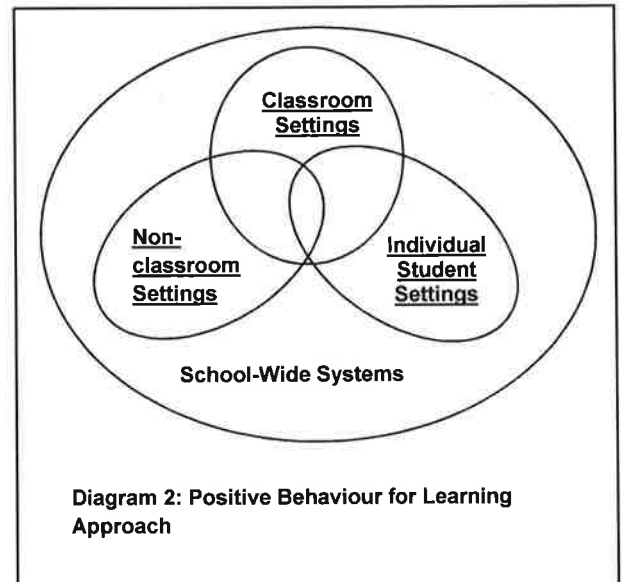 Classroom
Settings
Non-
classroom
Settings
Individual
Student
Settings
School-Wide Systems
Diagram 2: Positive Behaviour for Learning
Approach